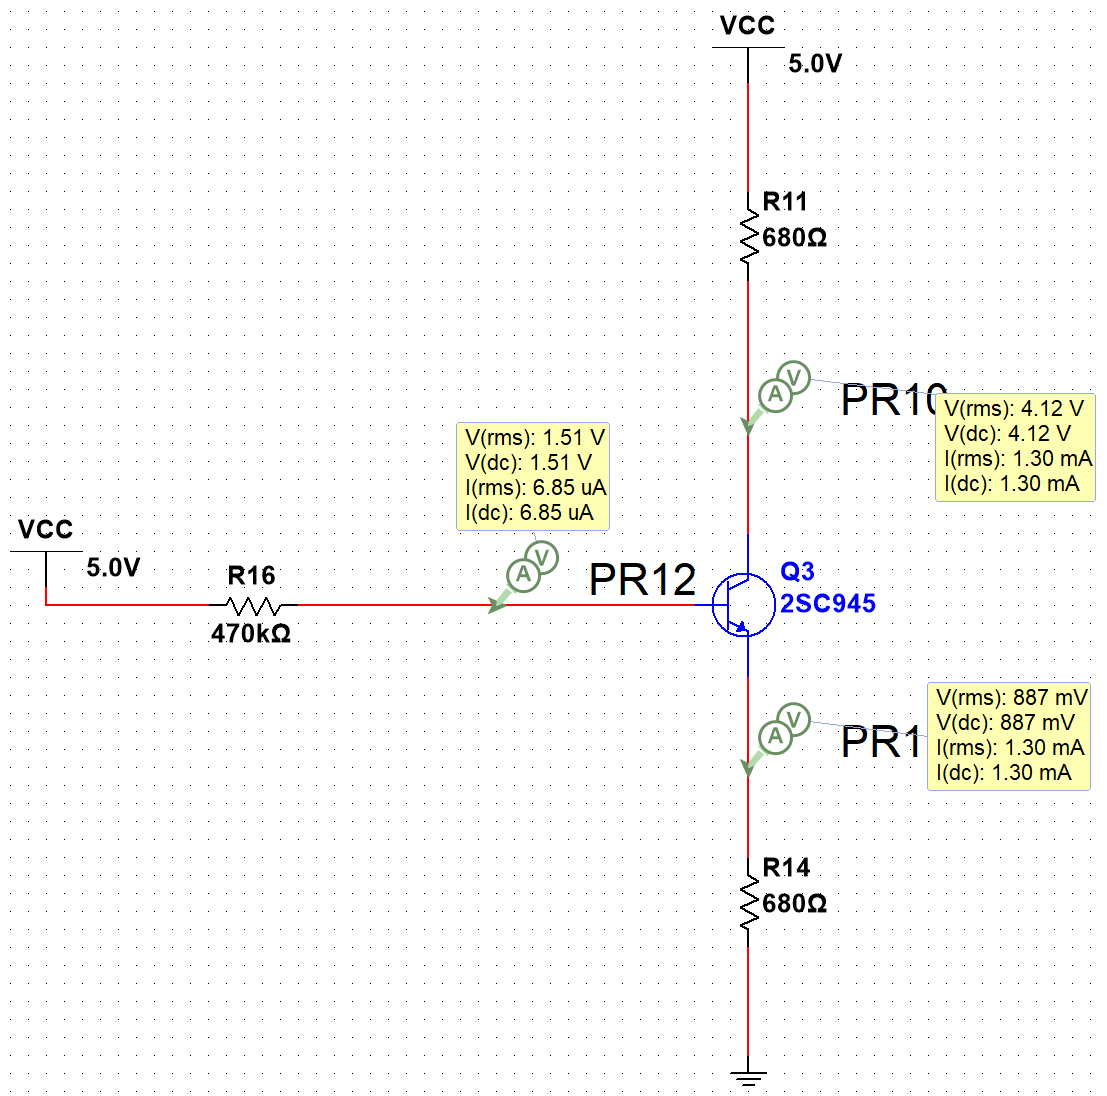 VCC
5.0V
R11
680Ω
PR10
V(rms): 4.12 V
V(dc): 4.12 V
I(rms): 1.30 mA
I(dc): 1.30 mA
V
A
V(rms): 1.51 V
V(dc): 1.51 V
I(rms): 6.85 uA
I(dc): 6.85 uA
V
A
VCC
5.0V
R16
470kΩ
PR12
Q3
2SC945
V
A
PR1
V(rms): 887 mV
V(dc): 887 mV
I(rms): 1.30 mA
I(dc): 1.30 mA
R14
680Ω